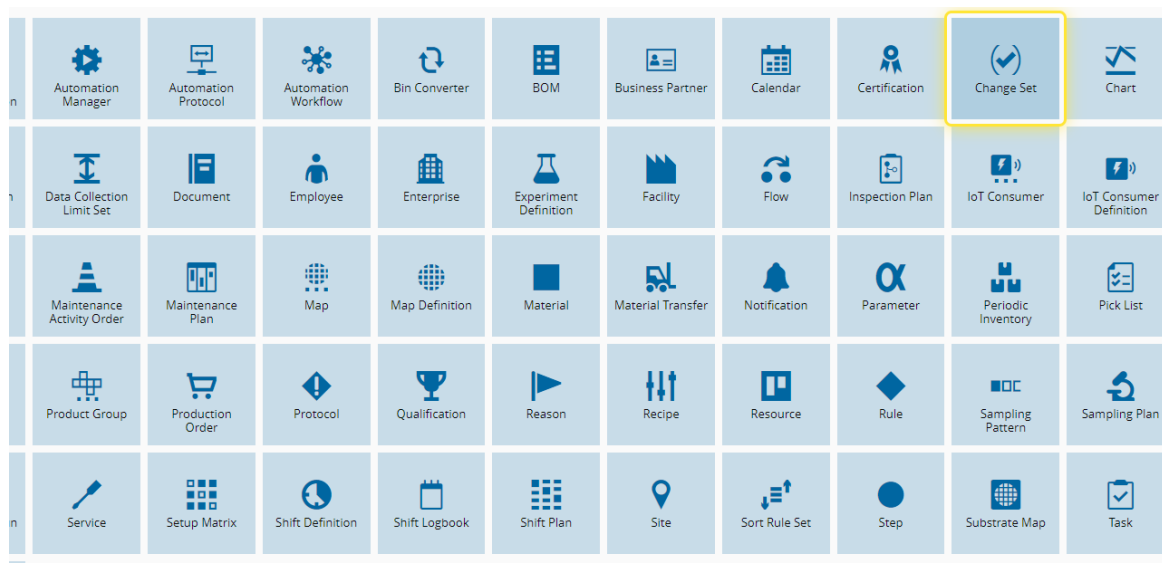 n
Automation
Manager
Automation
Protocol
Automation
Workflow
Bin Converter
BOM
Business Partner
Calendar
Certification
Change Set
Chart
Data Collection
Limit Set
Document
Employee
Enterprise
Experiment
Definition
Facility
Flow
Inspection Plan
IoT Consumer
IoT Consumer
Definition
Maintenance
Activity Order
Maintenance
Plan
Map
Map Definition
Material
Material Transfer
Notification
Parameter
Periodic
Inventory
Pick List
Product Group
Production
Order
Protocol
Qualification
Reason
Recipe
Resource
Rule
Sampling
Pattern
Sampling Plan
n
Service
Setup Matrix
Shift Definition
Shift Logbook
Shift Plan
Site
Sort Rule Set
Step
Substrate Map
Task